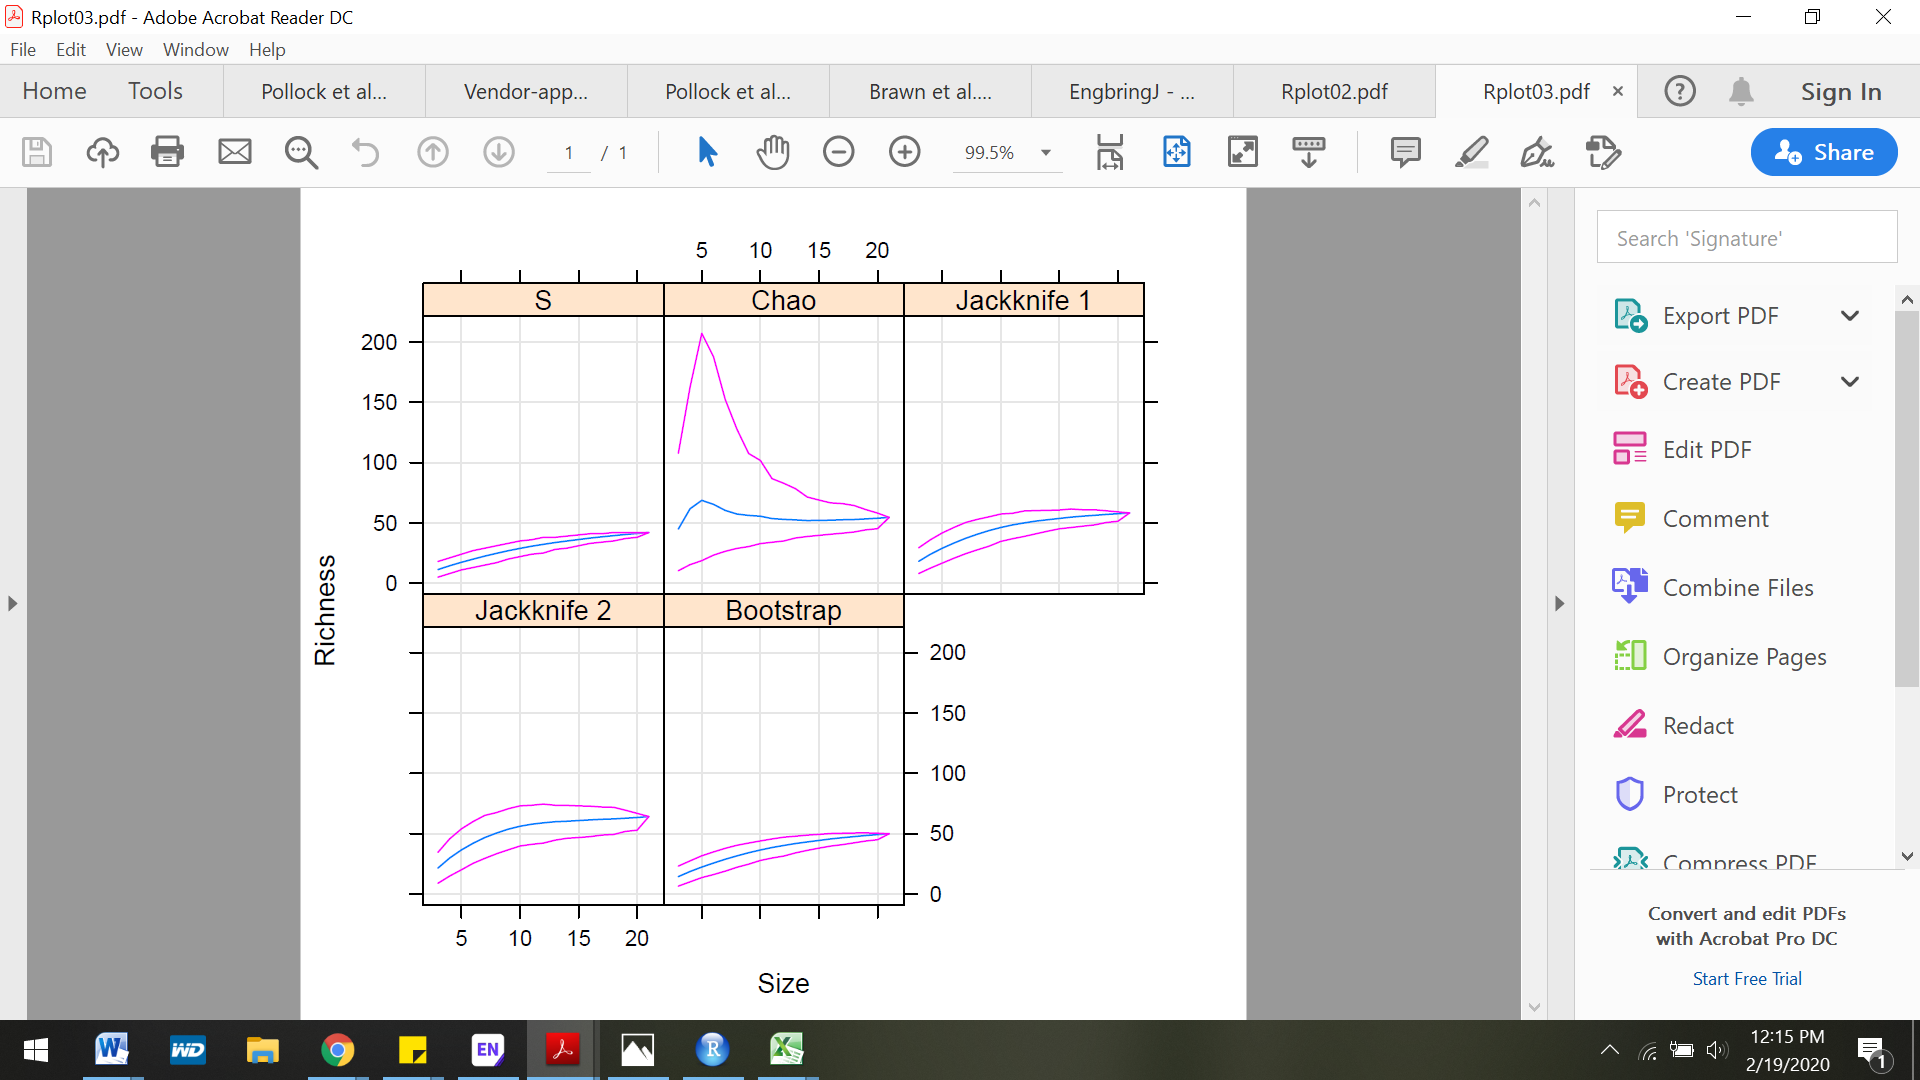 Rplot03.pdf - Adobe Acrobat Reader DC
File Edit View Window Help
Home Tools Pollock et al... Vendor-app... Pollock et al... Brawn et al.... EngbringJ - ... Rplot02.pdf Rplot03.pdf × Sign In
1 / 1 99.5% Share
Search 'Signature'
Export PDF
Create PDF
Edit PDF
Comment
Combine Files
Organize Pages
Redact
Protect
Compress PDF
Convert and edit PDFs
with Acrobat Pro DC
Start Free Trial
5 10 15 20
S Chao Jackknife 1
200
150
100
50
0
Richness
Jackknife 2 Bootstrap
200
150
100
50
0
5 10 15 20
Size
W WD EN R X
12:15 PM
2/19/2020
1